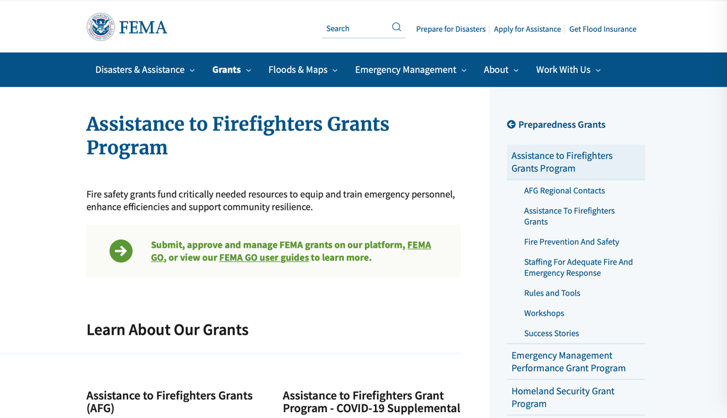 FEMA
Search
Prepare for Disasters
Apply for Assistance
Get Flood Insurance
Disasters & Assistance
Grants
Floods & Maps
Emergency Management
About
Work With Us
Assistance to Firefighters Grants
Program
Fire safety grants fund critically needed resources to equip and train emergency personnel,
enhance efficiencies and support community resilience.
Submit, approve and manage FEMA grants on our platform, FEMA
GO, or view our FEMA GO user guides to learn more.
Learn About Our Grants
Assistance to Firefighters Grants
(AFG)
Assistance to Firefighters Grant
Program - COVID-19 Supplemental
Preparedness Grants
Assistance to Firefighters
Grants Program
AFG Regional Contacts
Assistance To Firefighters
Grants
Fire Prevention And Safety
Staffing For Adequate Fire And
Emergency Response
Rules and Tools
Workshops
Success Stories
Emergency Management
Performance Grant Program
Homeland Security Grant
Program